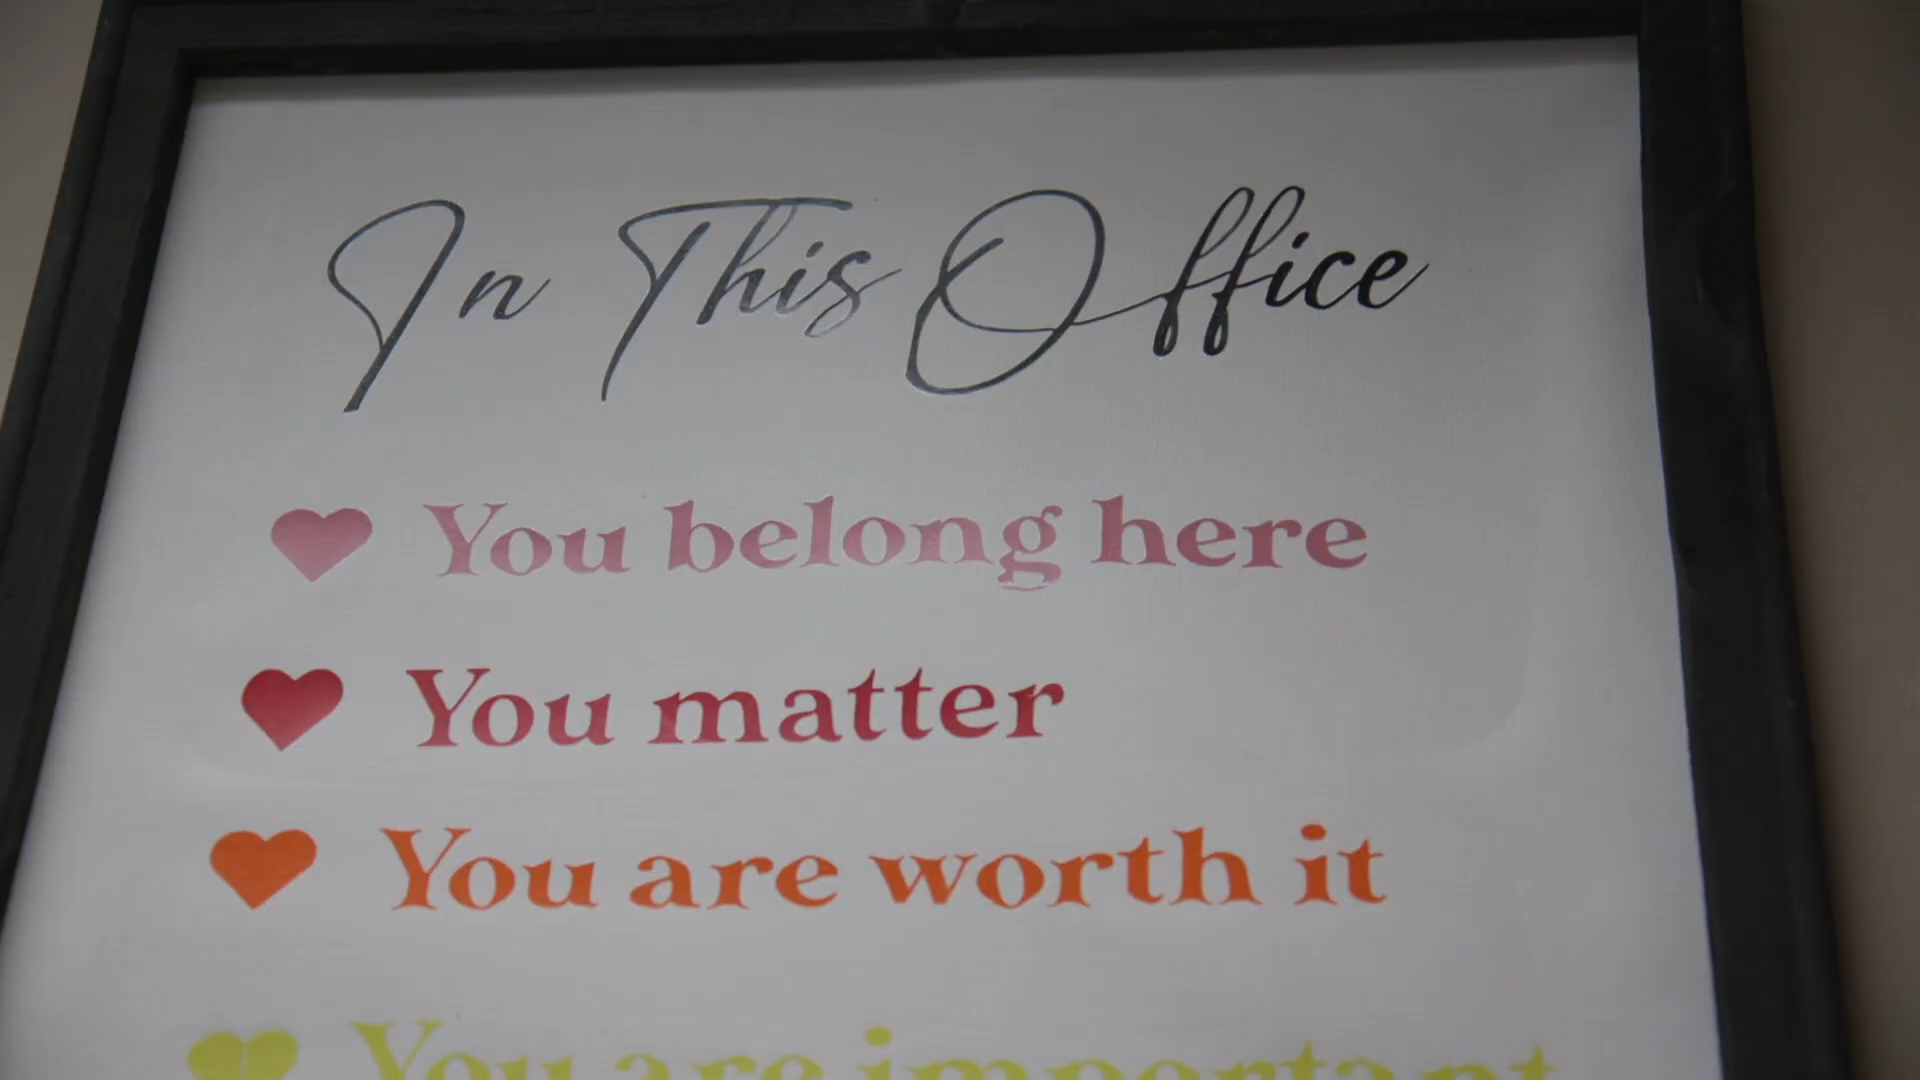 In This Office
You belong here
You matter
You are worth it
You are important